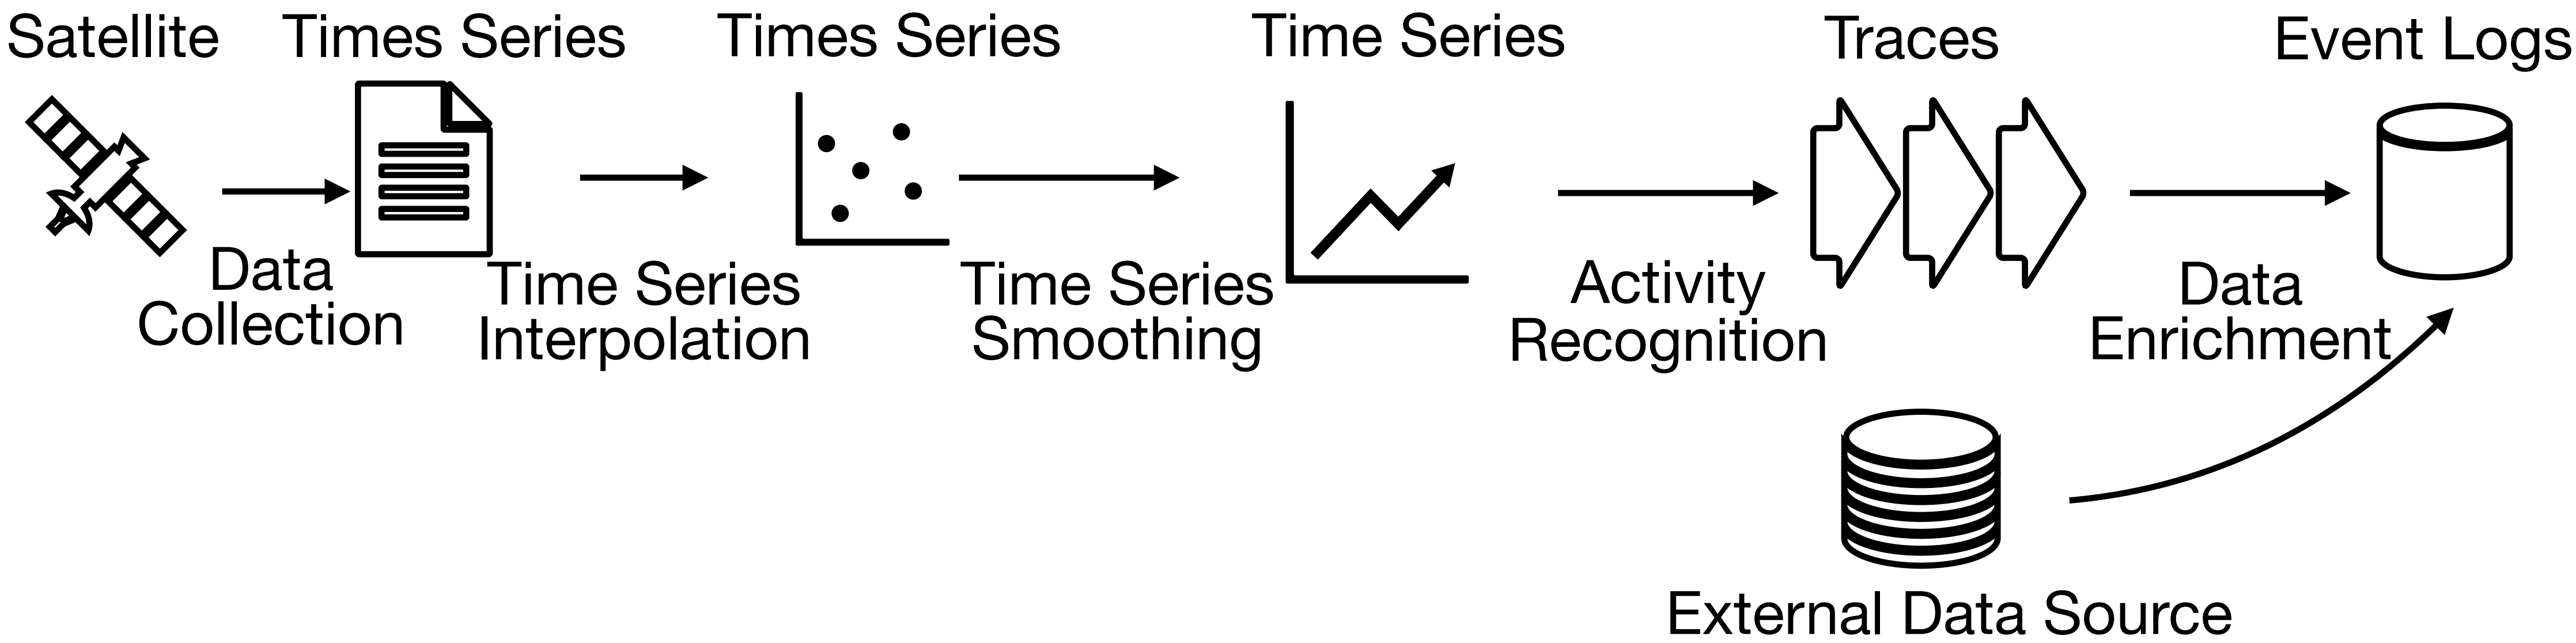 Satellite
Times Series
Times Series
Time Series
Traces
Event Logs
Data
Collection
Time Series
Interpolation
Time Series
Smoothing
Activity
Recognition
Data
Enrichment
External Data Source